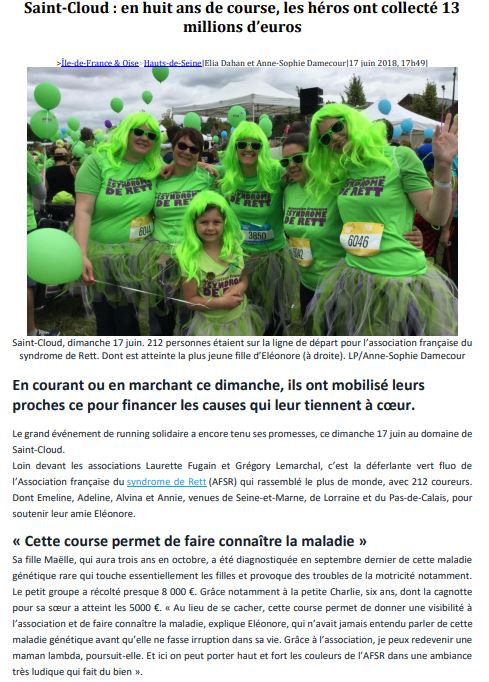 Saint-Cloud : en huit ans de course, les héros ont collecté 13
millions d’euros
>Île-de-France & Oise>Hauts-de-Seine|Elia Dahan et Anne-Sophie Damecour|17 juin 2018, 17h49|
SYNDROME
DE RETT
SYNDROME
DE RETT
SYNDROME
DE RETT
6044
3850
6042
6046
Saint-Cloud, dimanche 17 juin. 212 personnes étaient sur la ligne de départ pour l’association française du
syndrome de Rett. Dont est atteinte la plus jeune fille d’Eléonore (à droite). LP/Anne-Sophie Damecour
En courant ou en marchant ce dimanche, ils ont mobilisé leurs
proches ce pour financer les causes qui leur tiennent à cœur.
Le grand événement de running solidaire a encore tenu ses promesses, ce dimanche 17 juin au domaine de
Saint-Cloud.
Loin devant les associations Laurette Fugain et Grégory Lemarchal, c’est la déferlante vert fluo de
l’Association française du syndrome de Rett (AFSR) qui rassemblé le plus de monde, avec 212 coureurs.
Dont Emeline, Adeline, Alvina et Annie, venues de Seine-et-Marne, de Lorraine et du Pas-de-Calais, pour
soutenir leur amie Eléonore.
« Cette course permet de faire connaître la maladie »
Sa fille Maëlle, qui aura trois ans en octobre, a été diagnostiquée en septembre dernier de cette maladie
génétique rare qui touche essentiellement les filles et provoque des troubles de la motricité notamment.
Le petit groupe a récolté presque 8 000 €. Grâce notamment à la petite Charlie, six ans, dont la cagnotte
pour sa sœur a atteint les 5000 €. « Au lieu de se cacher, cette course permet de donner une visibilité à
l’association et de faire connaître la maladie, explique Eléonore, qui n’avait jamais entendu parler de cette
maladie génétique avant qu’elle ne fasse irruption dans sa vie. Grâce à l’association, je peux redevenir une
maman lambda, poursuit-elle. Et ici on peut porter haut et fort les couleurs de l’AFSR dans une ambiance
très ludique qui fait du bien ».